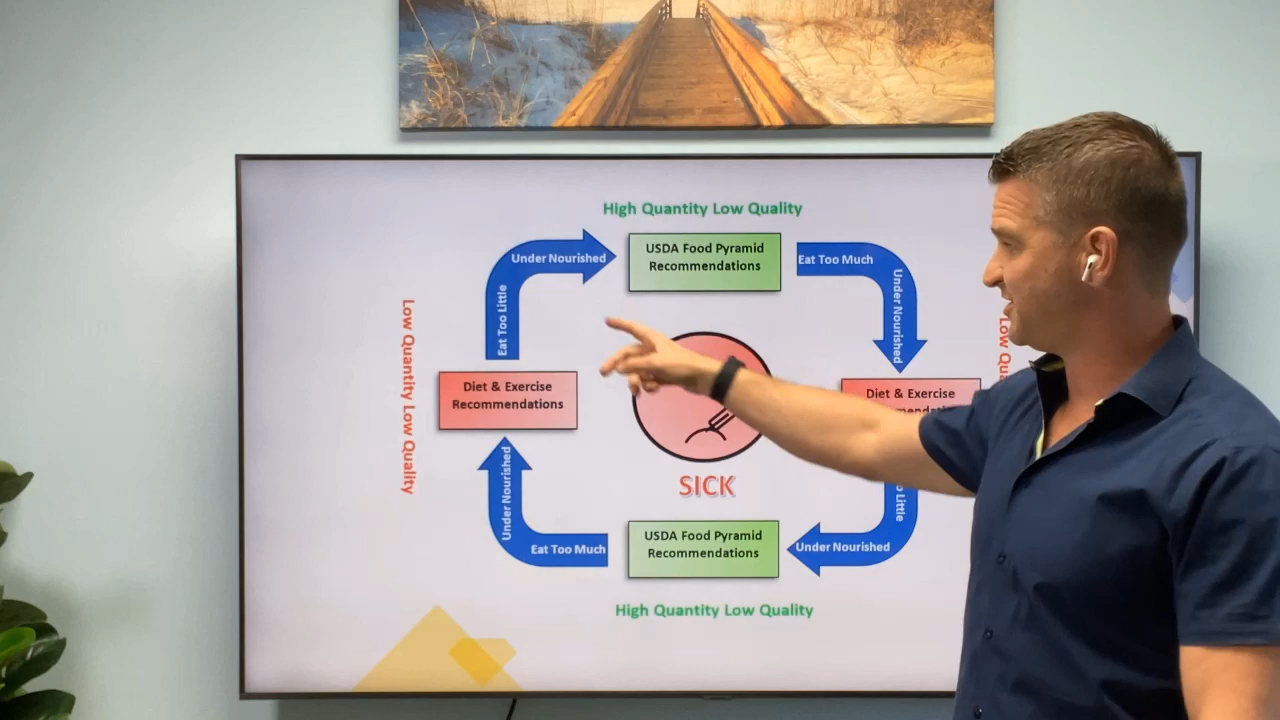 High Quantity Low Quality
USDA Food Pyramid
Recommendations
Under Nourished
Eat Too Much
Eat Too Little
Under Nourished
Low Quantity Low Quality
Low
Diet & Exercise
Recommendations
Diet & Exercise
SICK
Under Nourished
Little
Eat Too Much
USDA Food Pyramid
Recommendations
Under Nourished
High Quantity Low Quality